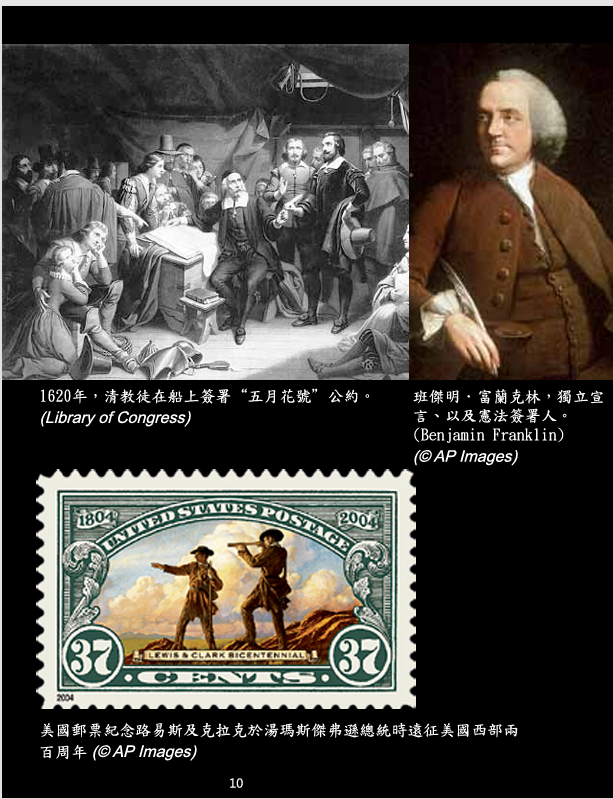 1620年，清教徒在船上簽署“五月花號”公約。
(Library of Congress)
班傑明．富蘭克林，獨立宣
言、以及憲法簽署人。
(Benjamin Franklin)
(© AP Images)
1804
UNITED STATES POSTAGE
2004
37
LEWIS & CLARK BICENTENNIAL
37
· CENTS ·
2004
美國郵票紀念路易斯及克拉克於湯瑪斯傑弗遜總統時遠征美國西部兩
百周年 (© AP Images)
10